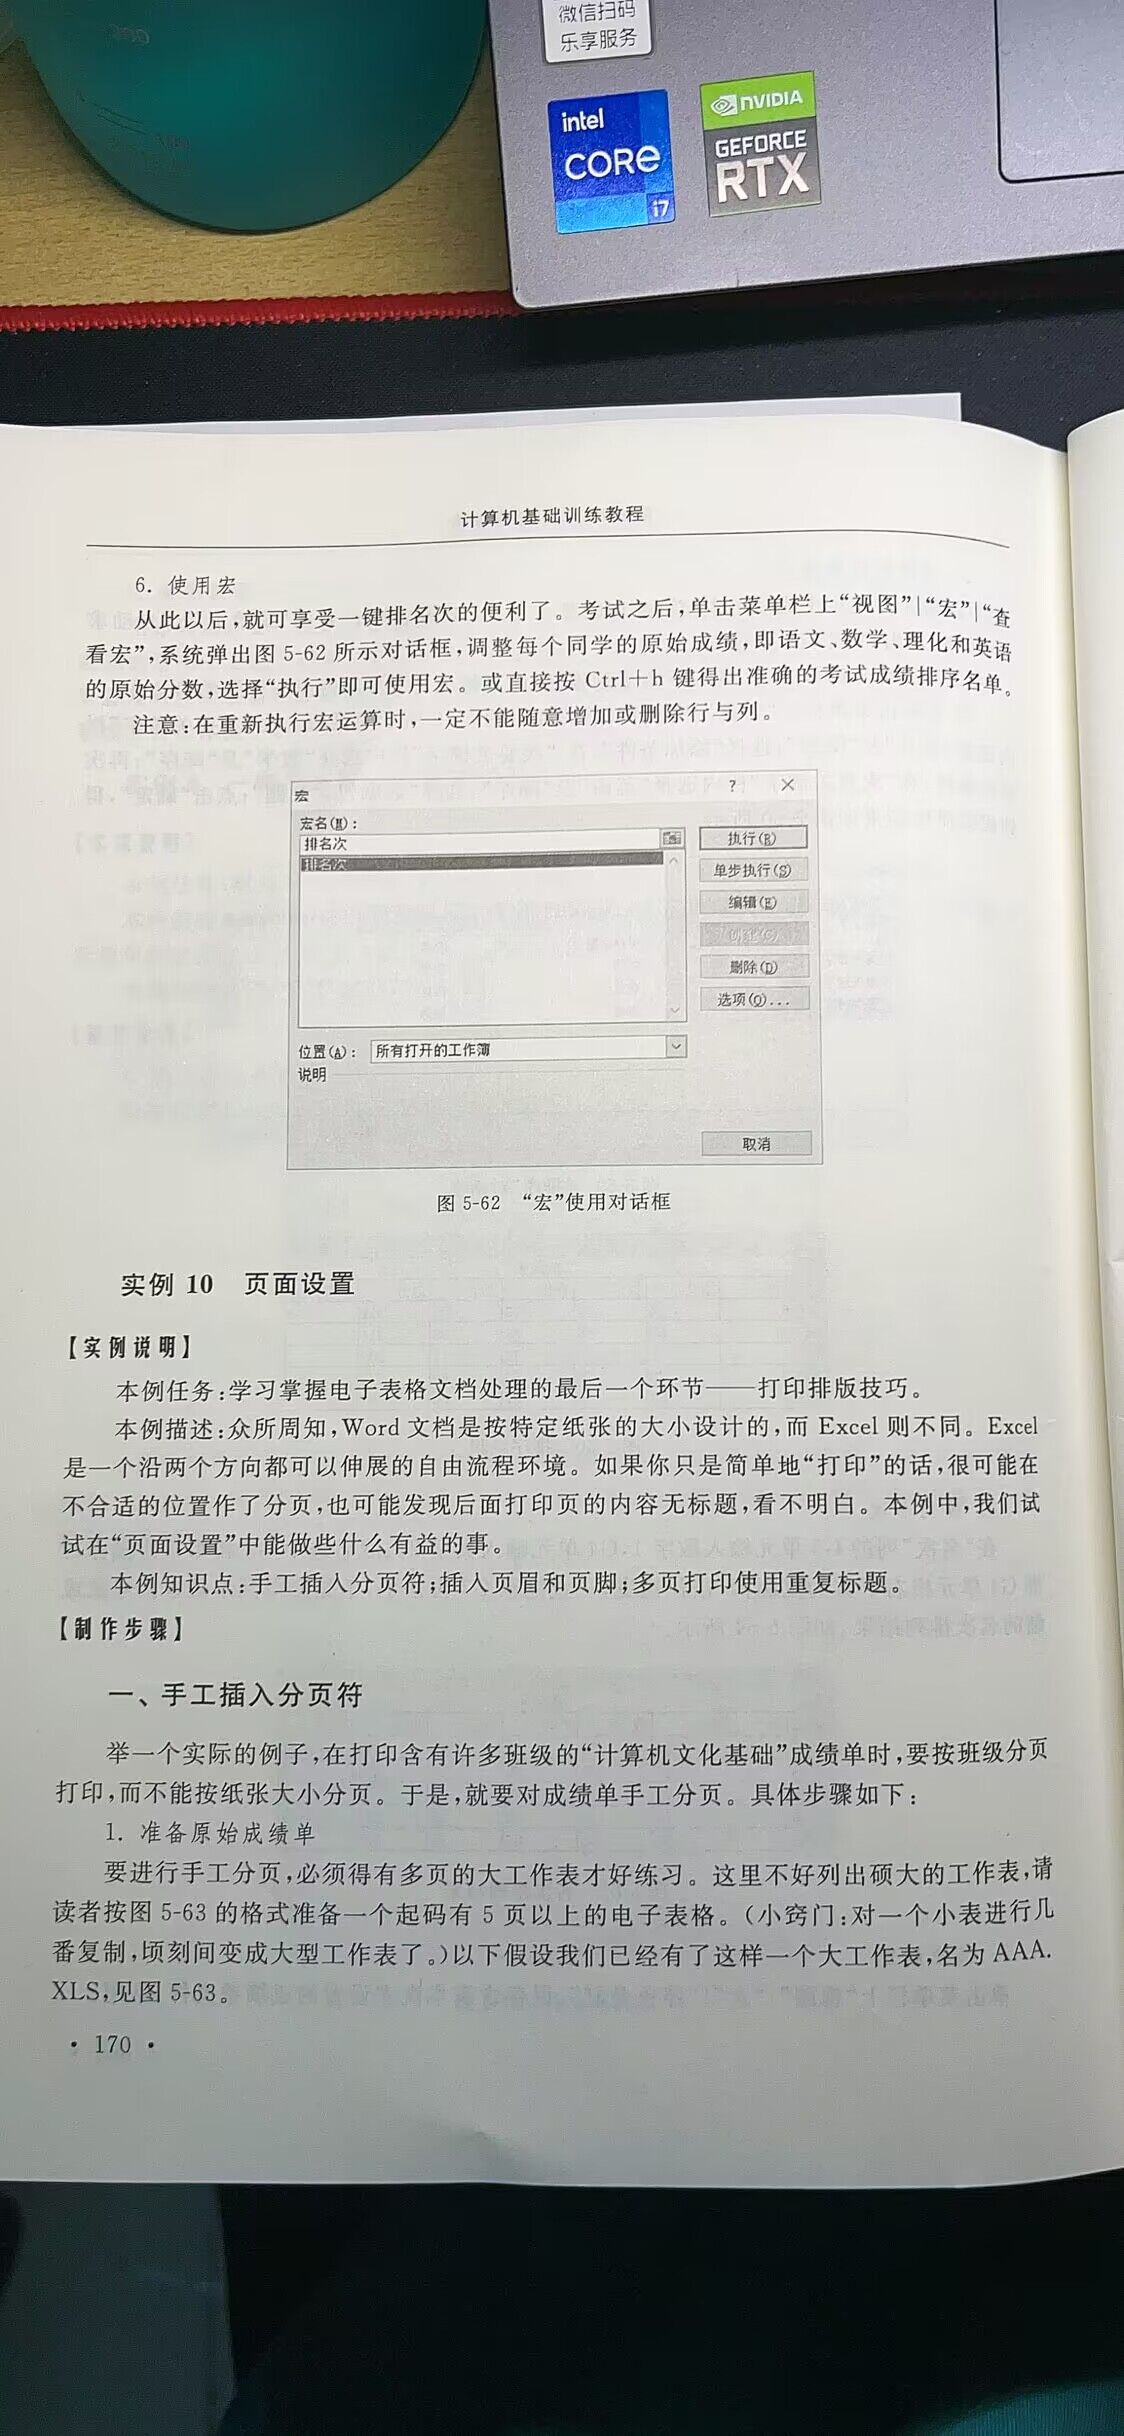 微信扫码
乐享服务
intel
CORe
i7
NVIDIA
GEFORCE
RTX
计算机基础训练教程
6. 使用宏
从此以后,就可享受一键排名次的便利了。考试之后,单击菜单栏上“视图”|“宏”|“查
看宏”,系统弹出图 5-62 所示对话框,调整每个同学的原始成绩,即语文、数学、理化和英语
的原始分数,选择“执行”即可使用宏。或直接按 Ctrl+h 键得出准确的考试成绩排序名单。
注意:在重新执行宏运算时,一定不能随意增加或删除行与列。
宏 ? ×
宏名(M):
排名次 执行(R)
排名次
单步执行(S)
编辑(E)
创建(C)
删除(D)
选项(O)...
位置(A): 所有打开的工作簿
说明
取消
图 5-62 “宏”使用对话框
实例 10 页面设置
【实例说明】
本例任务:学习掌握电子表格文档处理的最后一个环节——打印排版技巧。
本例描述:众所周知,Word 文档是按特定纸张的大小设计的,而 Excel 则不同。Excel
是一个沿两个方向都可以伸展的自由流程环境。如果你只是简单地“打印”的话,很可能在
不合适的位置作了分页,也可能发现后面打印页的内容无标题,看不明白。本例中,我们试
试在“页面设置”中能做些什么有益的事。
本例知识点:手工插入分页符;插入页眉和页脚;多页打印使用重复标题。
【制作步骤】
一、手工插入分页符
举一个实际的例子,在打印含有许多班级的“计算机文化基础”成绩单时,要按班级分页
打印,而不能按纸张大小分页。于是,就要对成绩单手工分页。具体步骤如下:
1. 准备原始成绩单
要进行手工分页,必须得有多页的大工作表才好练习。这里不好列出硕大的工作表,请
读者按图 5-63 的格式准备一个起码有 5 页以上的电子表格。(小窍门:对一个小表进行几
番复制,顷刻间变成大型工作表了。)以下假设我们已经有了这样一个大工作表,名为 AAA.
XLS,见图 5-63。
· 170 ·